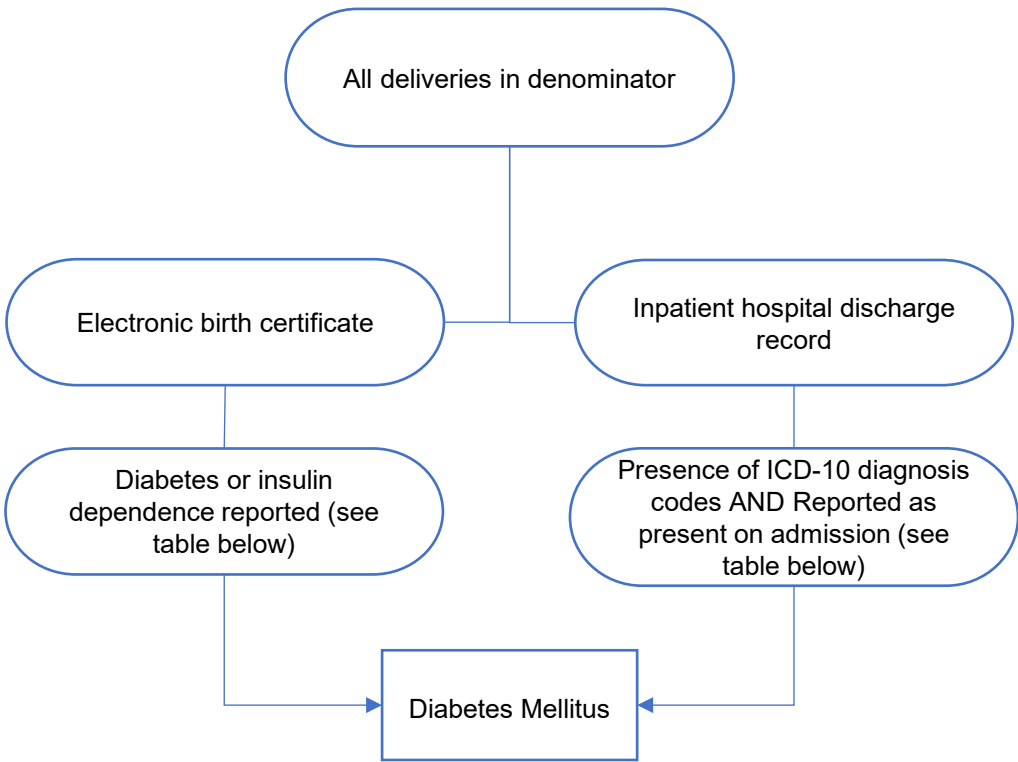 All deliveries in denominator
Electronic birth certificate
Inpatient hospital discharge
record
Diabetes or insulin
dependence reported (see
table below)
Presence of ICD-10 diagnosis
codes AND Reported as
present on admission (see
table below)
Diabetes Mellitus